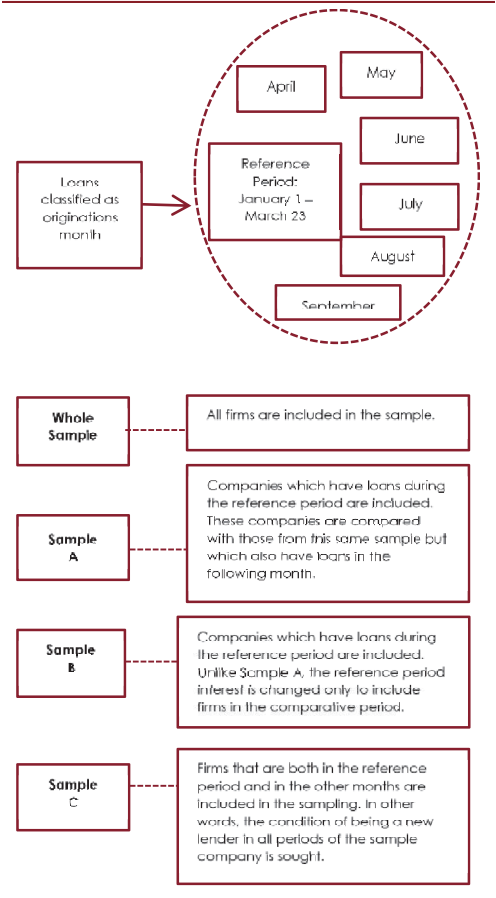 April
May
June
Reference
Period:
January 1 –
March 23
Loans
classified as
originations
month
July
August
September
Whole
Sample
All firms are included in the sample.
Sample
A
Companies which have loans during
the reference period are included.
These companies are compared
with those from this same sample but
which also have loans in the
following month.
Sample
B
Companies which have loans during
the reference period are included.
Unlike Sample A, the reference period
interest is changed only to include
firms in the comparative period.
Sample
C
Firms that are both in the reference
period and in the other months are
included in the sampling. In other
words, the condition of being a new
lender in all periods of the sample
company is sought.